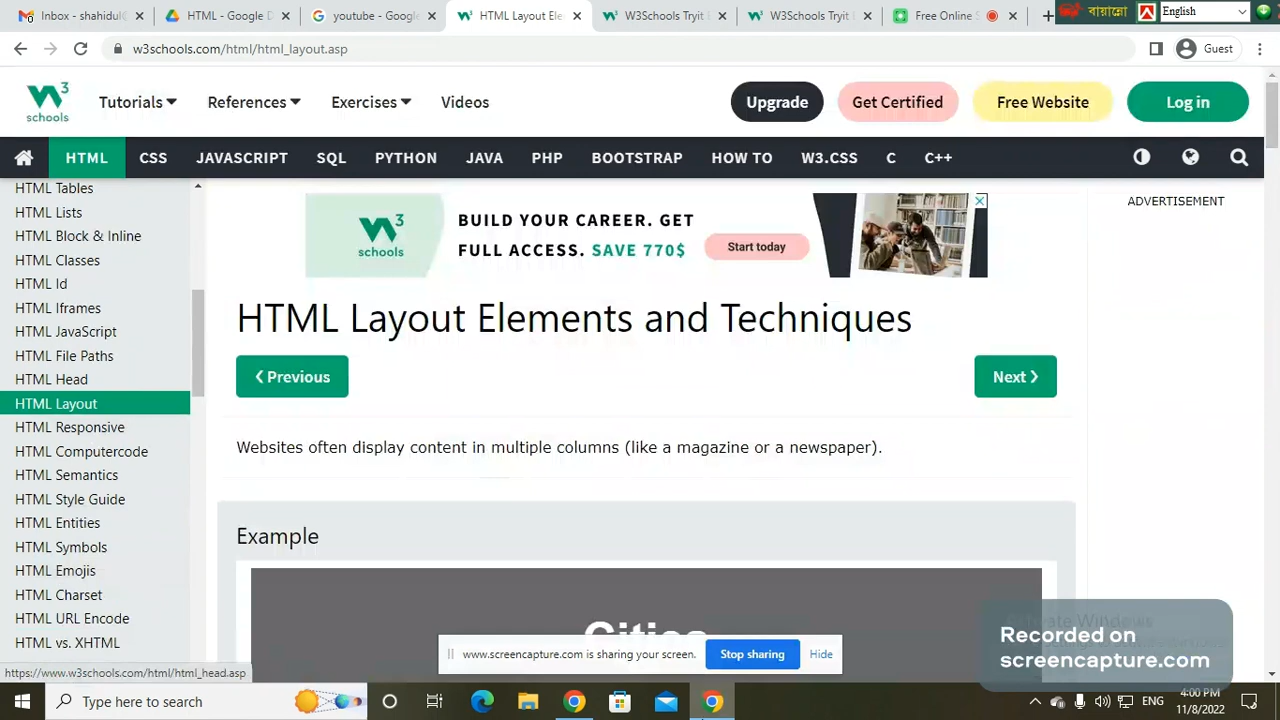 Inbox - shahidul
HTML - Google D
youtube
HTML Layout Ele
W3Schools Tryit
W3Schools Tryi
Free Online S
বায়ান্নো
English
w3schools.com/html/html_layout.asp
Guest
W3 schools
Tutorials
References
Exercises
Videos
Upgrade
Get Certified
Free Website
Log in
HTML
CSS
JAVASCRIPT
SQL
PYTHON
JAVA
PHP
BOOTSTRAP
HOW TO
W3.CSS
C
C++
HTML Tables
HTML Lists
HTML Block & Inline
HTML Classes
HTML Id
HTML Iframes
HTML JavaScript
HTML File Paths
HTML Head
HTML Layout
HTML Responsive
HTML Computercode
HTML Semantics
HTML Style Guide
HTML Entities
HTML Symbols
HTML Emojis
HTML Charset
HTML URL Encode
HTML vs. XHTML
W3 schools
BUILD YOUR CAREER. GET
FULL ACCESS. SAVE 770$
Start today
ADVERTISEMENT
HTML Layout Elements and Techniques
❮ Previous
Next ❯
Websites often display content in multiple columns (like a magazine or a newspaper).
Example
Cities
www.screencapture.com is sharing your screen.
Stop sharing
Hide
Recorded on
screencapture.com
https://www.w3schools.com/html/html_head.asp
Type here to search
ENG
4:00 PM
11/8/2022